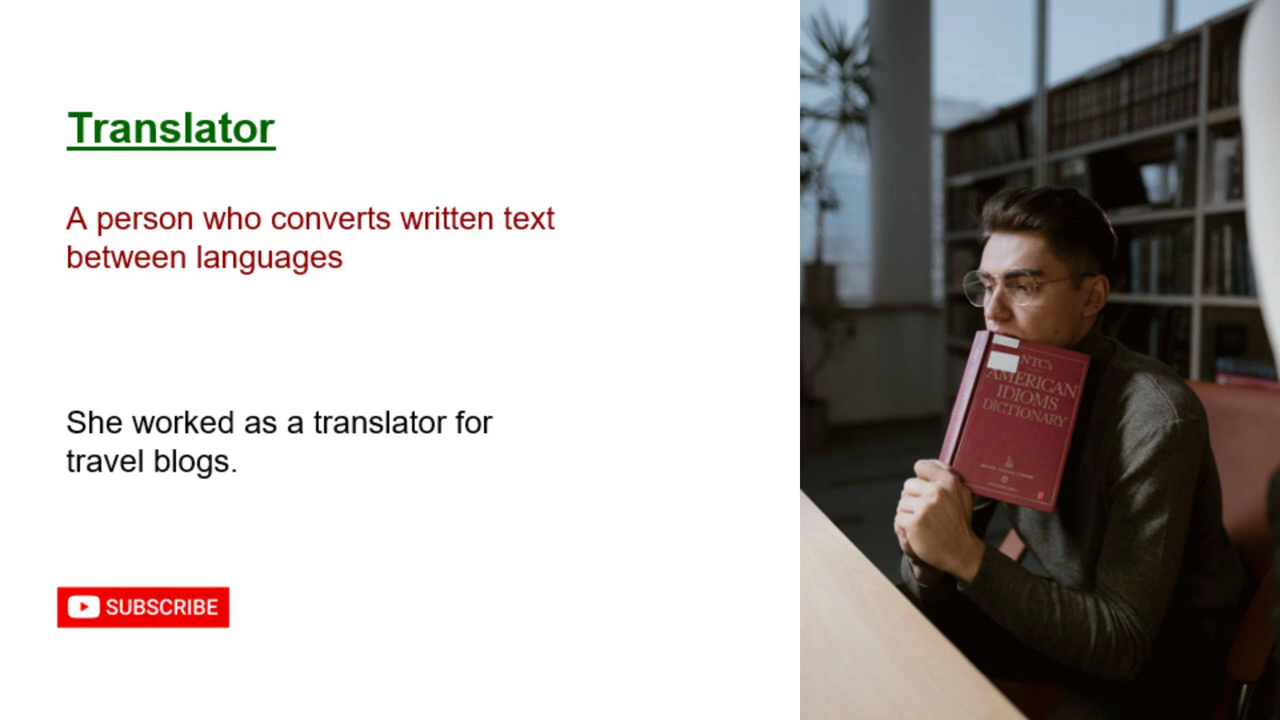 Translator
A person who converts written text
between languages
She worked as a translator for
travel blogs.
SUBSCRIBE
NTC's
AMERICAN
IDIOMS
DICTIONARY